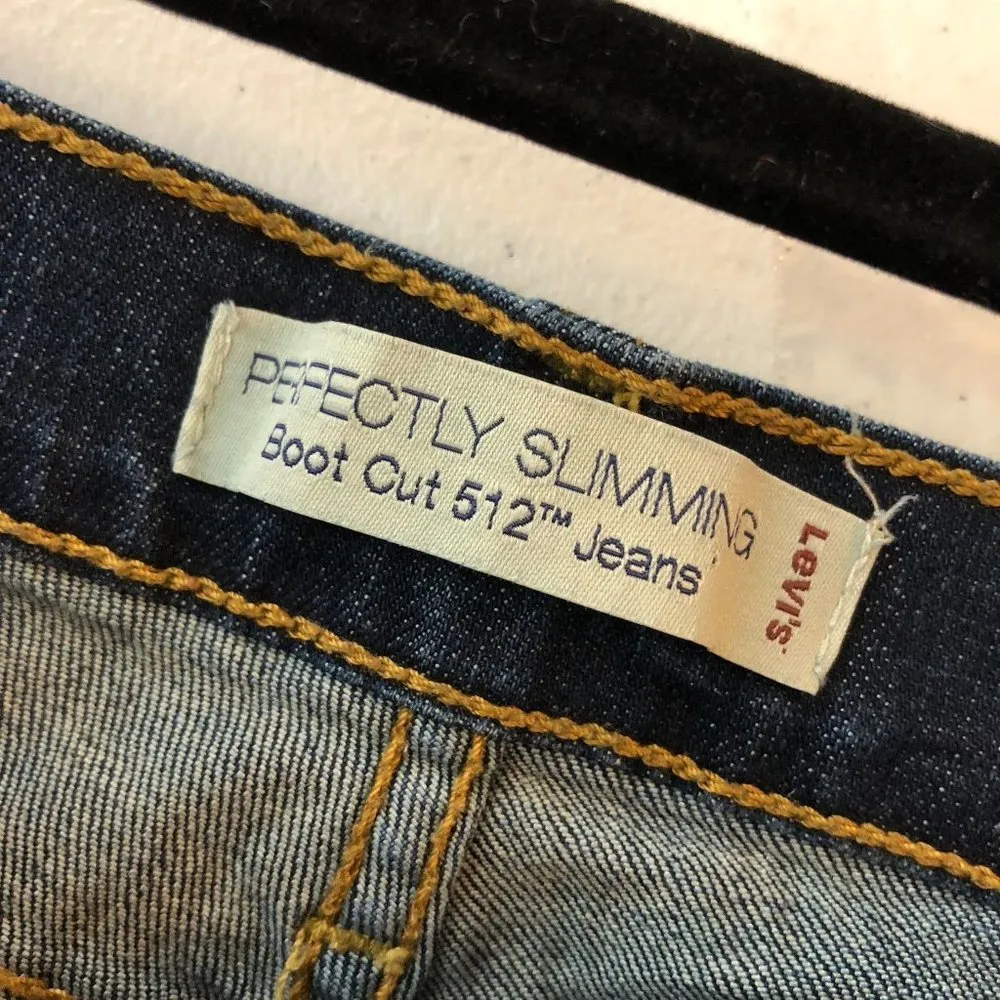 PERFECTLY SLIMMING
Boot Cut 512™ Jeans
Levi's